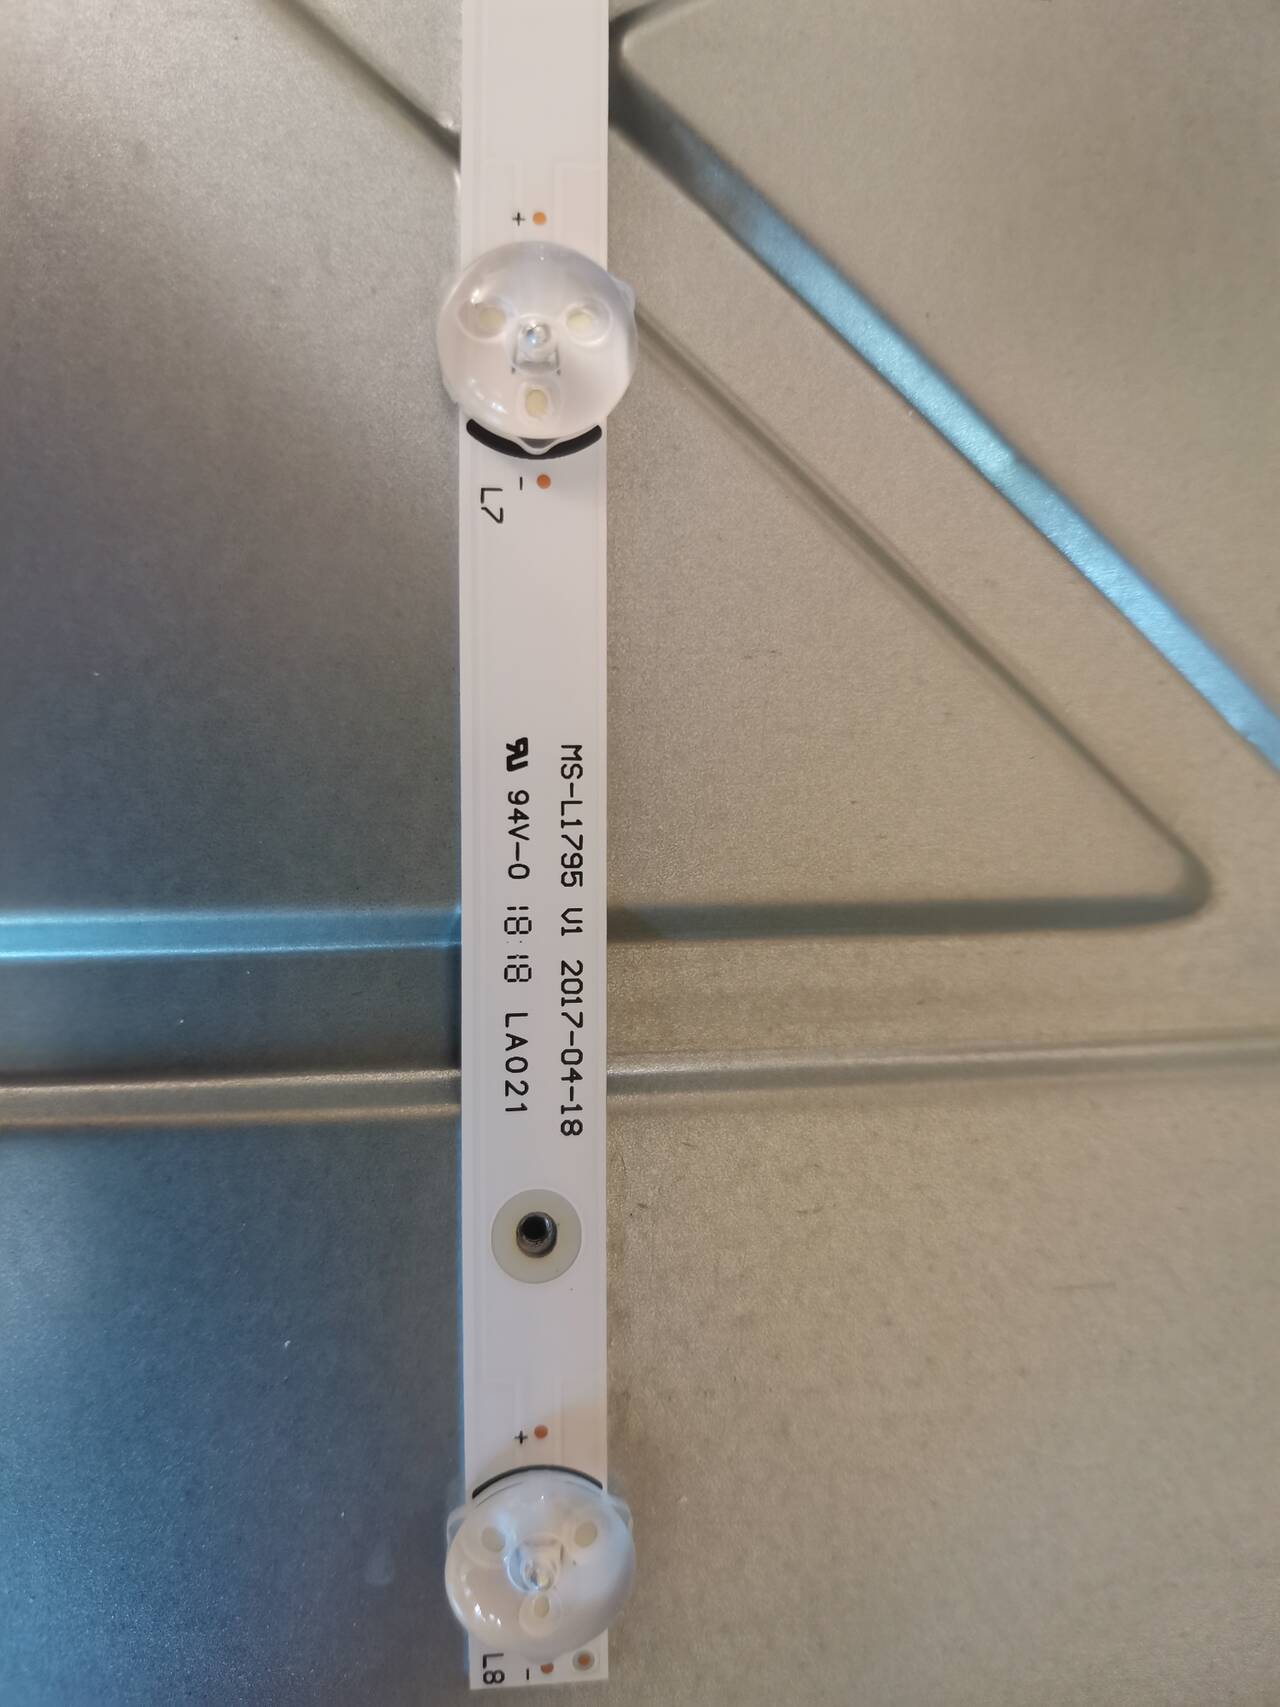 +
-
L7
MS-L1795 V1 2017-04-18
94V-0 18:18 LA021
+
-
L8